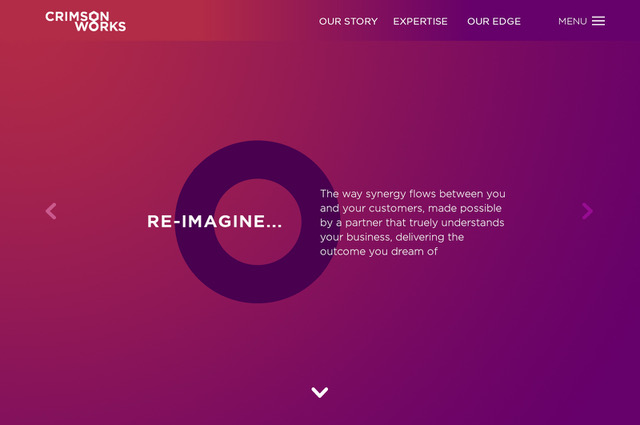 CRIMSON
WORKS
OUR STORY
EXPERTISE
OUR EDGE
MENU
RE-IMAGINE...
The way synergy flows between you
and your customers, made possible
by a partner that truely understands
your business, delivering the
outcome you dream of